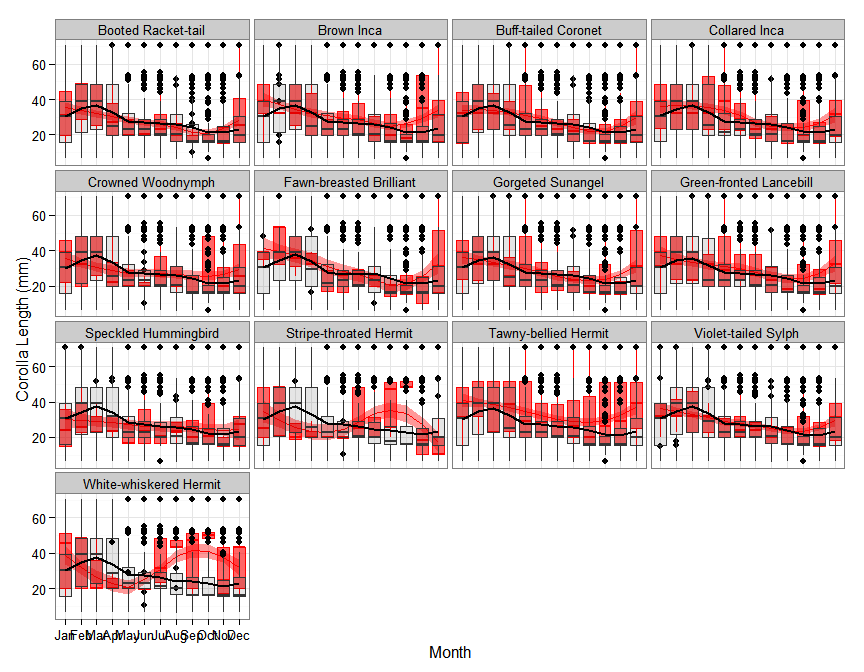 Booted Racket-tail Brown Inca Buff-tailed Coronet Collared Inca
60
40
20
Crowned Woodnymph Fawn-breasted Brilliant Gorgeted Sunangel Green-fronted Lancebill
60
40
20
Corolla Length (mm)
Speckled Hummingbird Stripe-throated Hermit Tawny-bellied Hermit Violet-tailed Sylph
60
40
20
White-whiskered Hermit
60
40
20
Jan Feb Mar Apr May Jun Jul Aug Sep Oct Nov Dec
Month